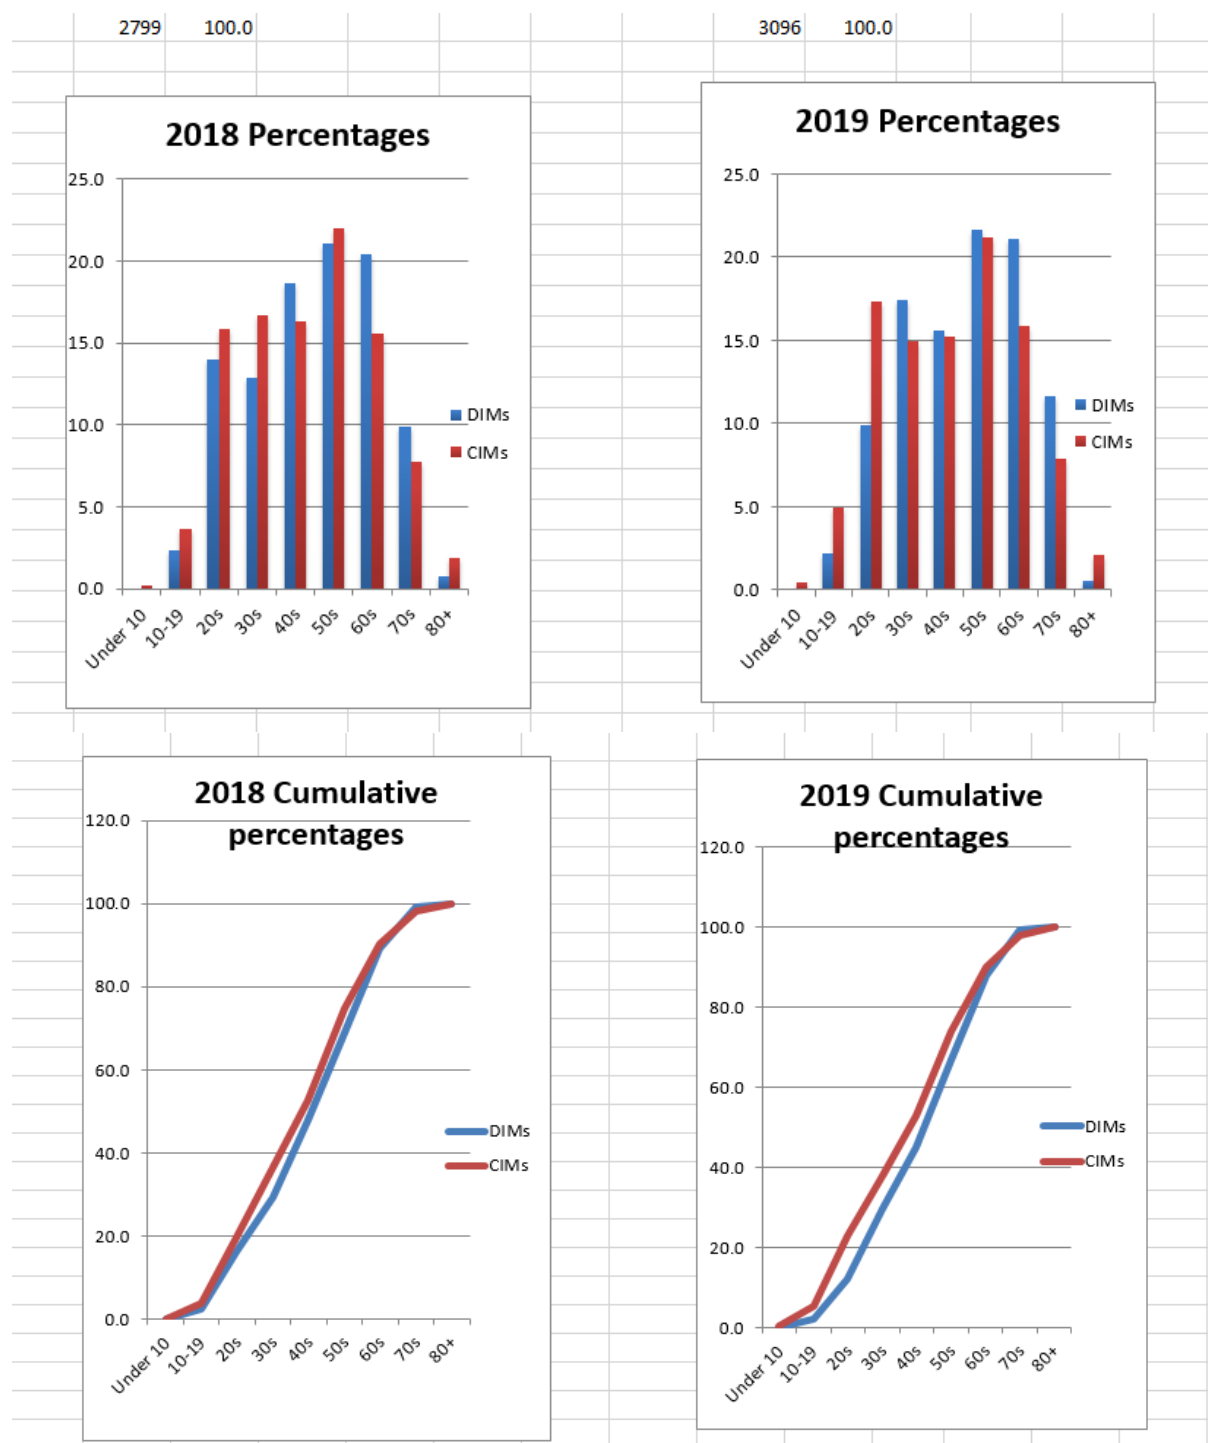 2799 100.0 3096 100.0
2018 Percentages
25.0
20.0
15.0
10.0
5.0
0.0
Under 10 10-19 20s 30s 40s 50s 60s 70s 80+
DIMs
CIMs
2019 Percentages
25.0
20.0
15.0
10.0
5.0
0.0
Under 10 10-19 20s 30s 40s 50s 60s 70s 80+
DIMs
CIMs
2018 Cumulative
percentages
120.0
100.0
80.0
60.0
40.0
20.0
0.0
Under 10 10-19 20s 30s 40s 50s 60s 70s 80+
DIMs
CIMs
2019 Cumulative
percentages
120.0
100.0
80.0
60.0
40.0
20.0
0.0
Under 10 10-19 20s 30s 40s 50s 60s 70s 80+
DIMs
CIMs